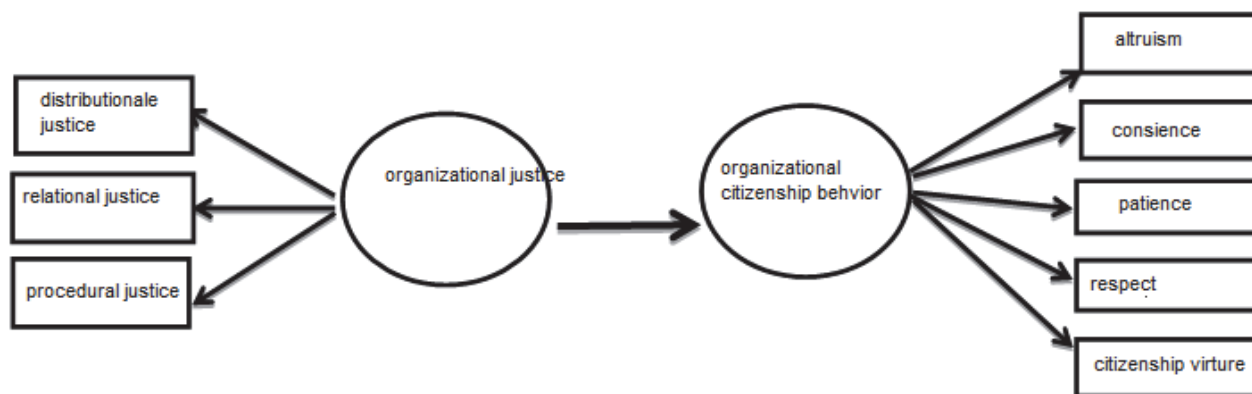 distributionale
justice
relational justice
procedural justice
organizational justice
organizational
citizenship behvior
altruism
consience
patience
respect
citizenship virture